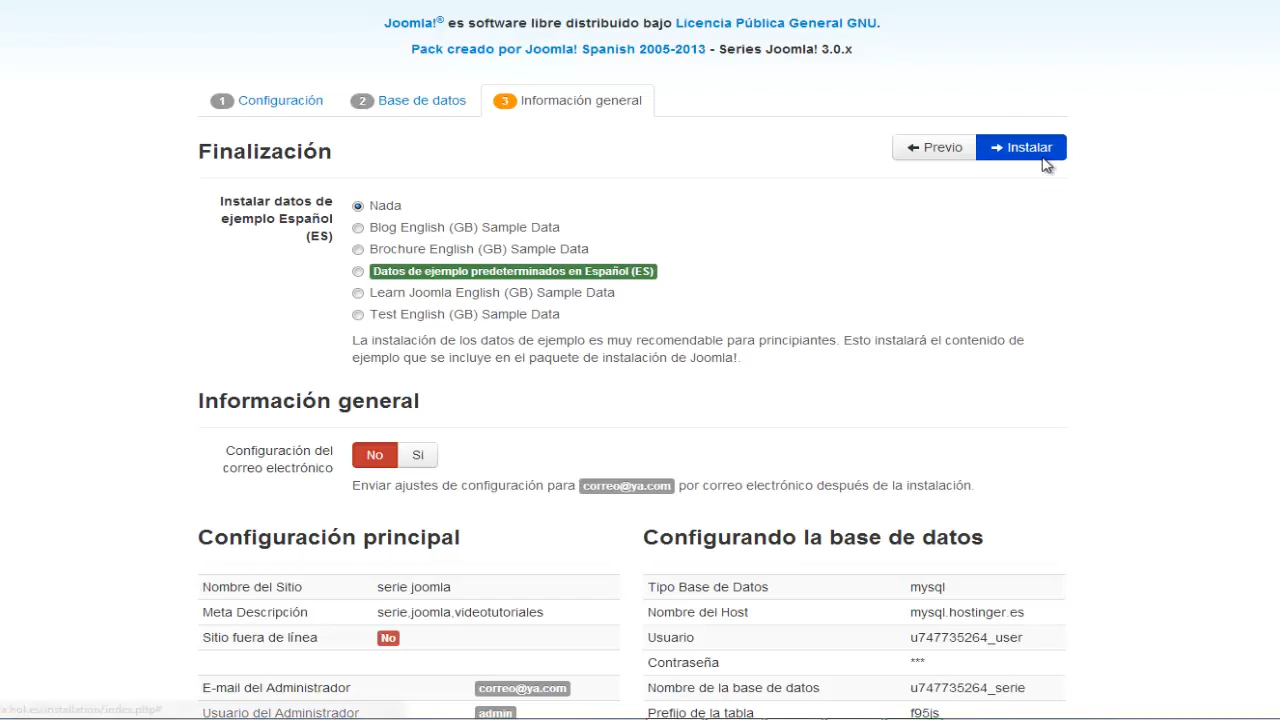 Joomla!® es software libre distribuido bajo Licencia Pública General GNU.
Pack creado por Joomla! Spanish 2005-2013 - Series Joomla! 3.0.x
1 Configuración 2 Base de datos 3 Información general
Finalización
Previo Instalar
Instalar datos de
ejemplo Español
(ES)
Nada
Blog English (GB) Sample Data
Brochure English (GB) Sample Data
Datos de ejemplo predeterminados en Español (ES)
Learn Joomla English (GB) Sample Data
Test English (GB) Sample Data
La instalación de los datos de ejemplo es muy recomendable para principiantes. Esto instalará el contenido de
ejemplo que se incluye en el paquete de instalación de Joomla!.
Información general
Configuración del
correo electrónico
No Si
Enviar ajustes de configuración para correo@ya.com por correo electrónico después de la instalación.
Configuración principal
Nombre del Sitio serie joomla
Meta Descripción serie,joomla,videotutoriales
Sitio fuera de línea No
E-mail del Administrador correo@ya.com
Usuario del Administrador admin
Configurando la base de datos
Tipo Base de Datos mysql
Nombre del Host mysql.hostinger.es
Usuario u747735264_user
Contraseña ***
Nombre de la base de datos u747735264_serie
Prefijo de la tabla f95js_